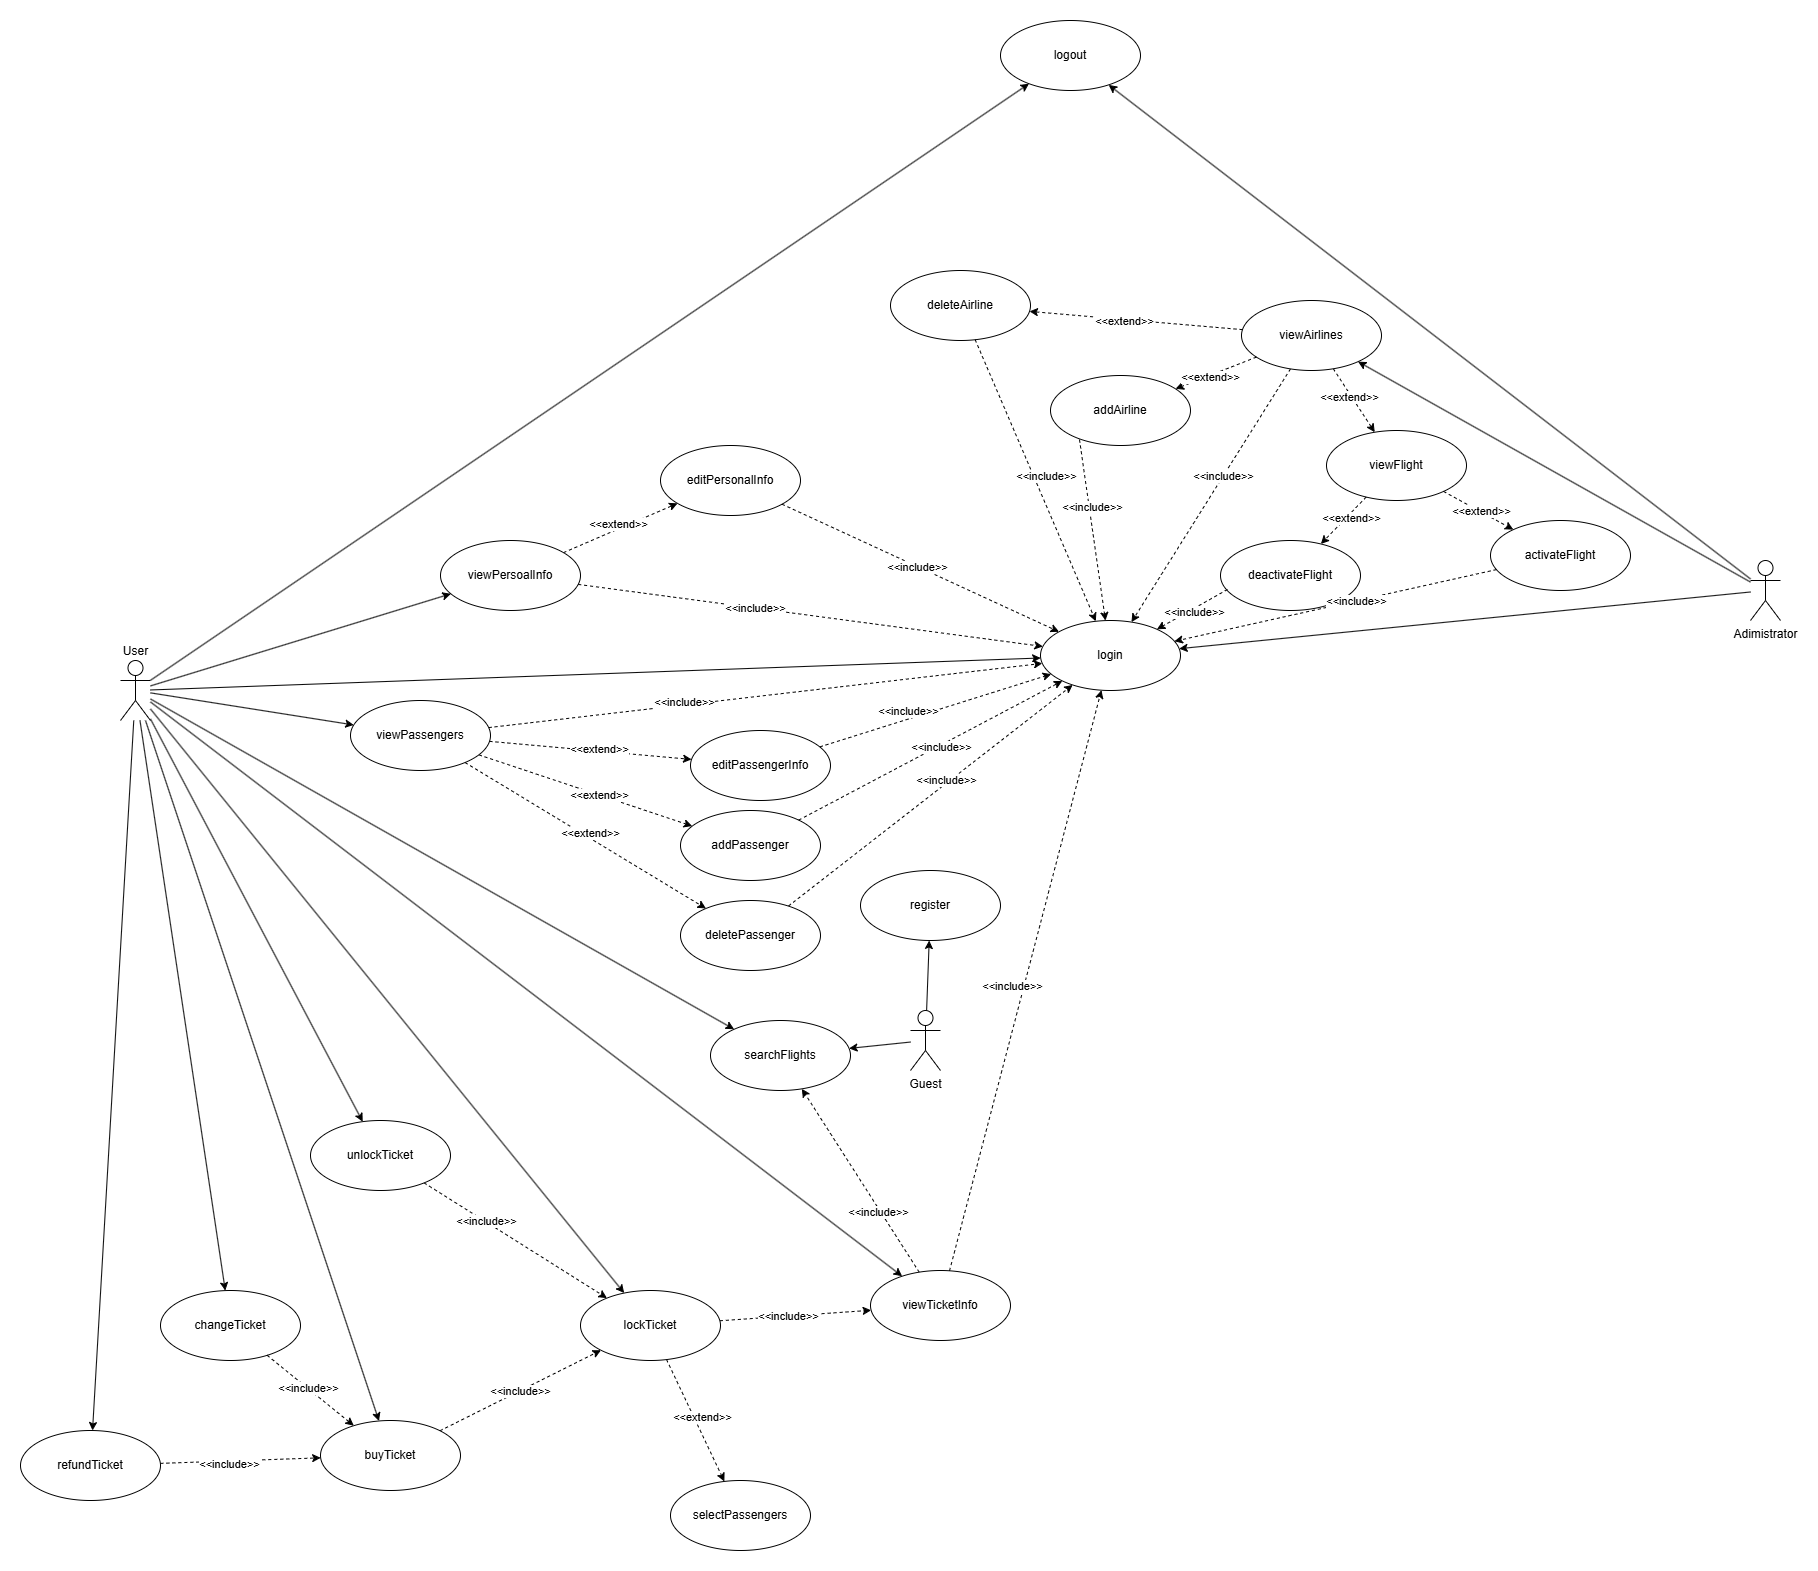 logout
deleteAirline
<<extend>>
viewAirlines
<<extend>>
addAirline
<<extend>>
viewFlight
<<include>>
<<include>>
editPersonalInfo
<<include>>
<<extend>>
<<extend>>
<<extend>>
activateFlight
<<include>>
viewPersoalInfo
deactivateFlight
<<include>>
<<include>>
<<include>>
Adimistrator
User
login
<<include>>
<<include>>
viewPassengers
<<extend>>
<<include>>
editPassengerInfo
<<include>>
<<extend>>
<<extend>>
addPassenger
register
deletePassenger
<<include>>
searchFlights
Guest
unlockTicket
<<include>>
<<include>>
viewTicketInfo
<<include>>
changeTicket
lockTicket
<<include>>
<<include>>
<<extend>>
buyTicket
refundTicket
<<include>>
selectPassengers